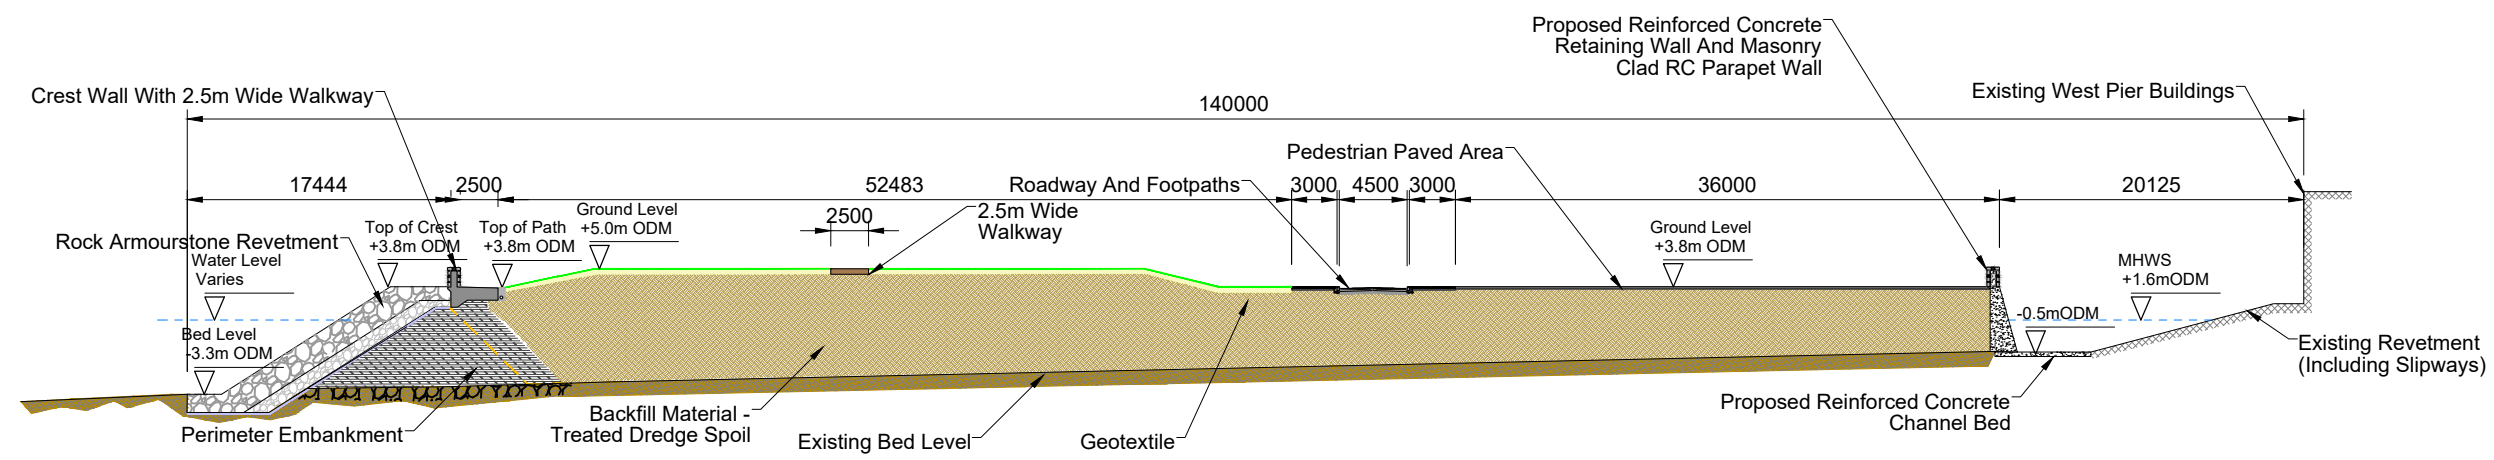 Proposed Reinforced Concrete
Retaining Wall And Masonry
Clad RC Parapet Wall
Crest Wall With 2.5m Wide Walkway
140000
Existing West Pier Buildings
Pedestrian Paved Area
17444
2500
52483
Roadway And Footpaths
3000
4500
3000
36000
20125
Rock Armourstone Revetment
Top of Crest
+3.8m ODM
Top of Path
+3.8m ODM
Ground Level
+5.0m ODM
2500
2.5m Wide
Walkway
Ground Level
+3.8m ODM
Water Level
Varies
MHWS
+1.6mODM
Bed Level
-3.3m ODM
-0.5mODM
Existing Revetment
(Including Slipways)
Perimeter Embankment
Backfill Material -
Treated Dredge Spoil
Existing Bed Level
Geotextile
Proposed Reinforced Concrete
Channel Bed